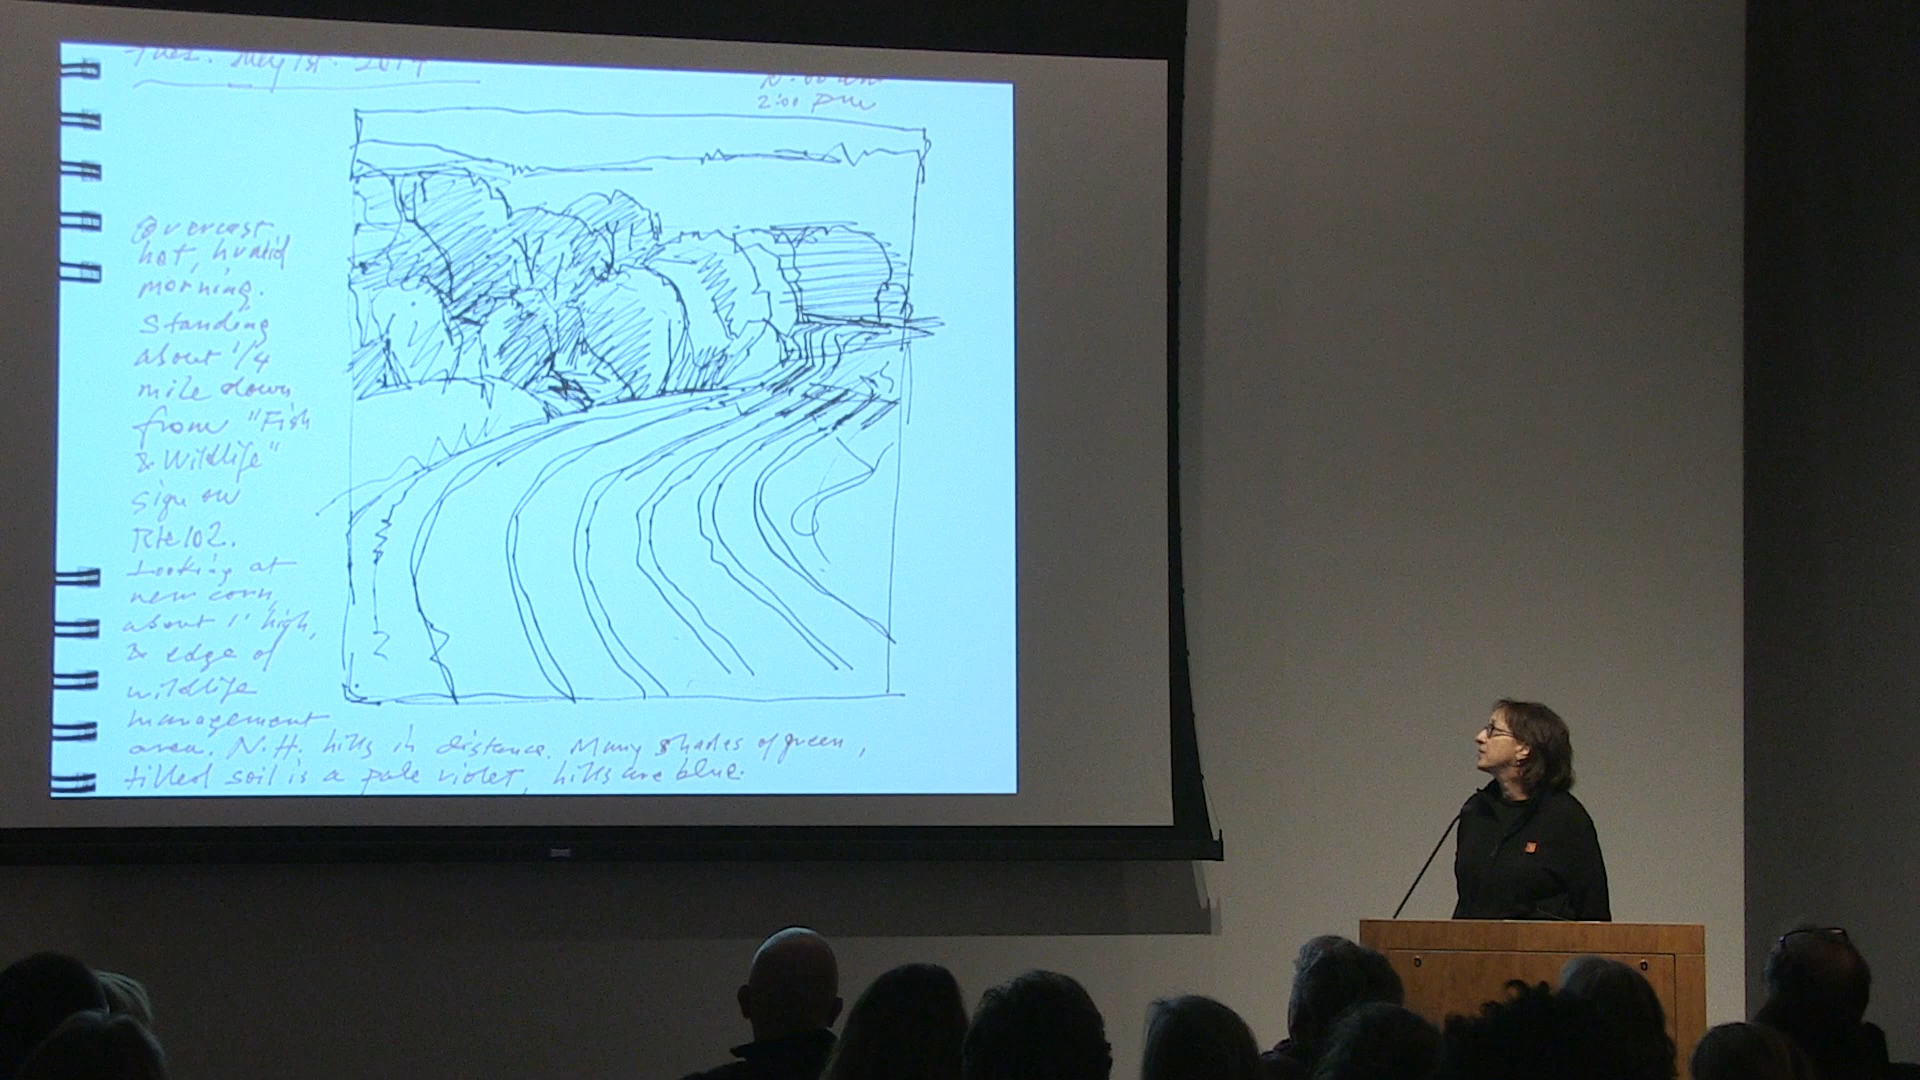 2:00 pm
Overcast
hot, humid
morning.
Standing
about 1/4
mile down
from "Fish
& Wildlife"
sign on
Rte 102.
Looking at
new corn
about 1' high,
& edge of
wildlife
management
area. N.H. hills in distance. Many shades of green,
tilled soil is a pale violet, hills are blue.